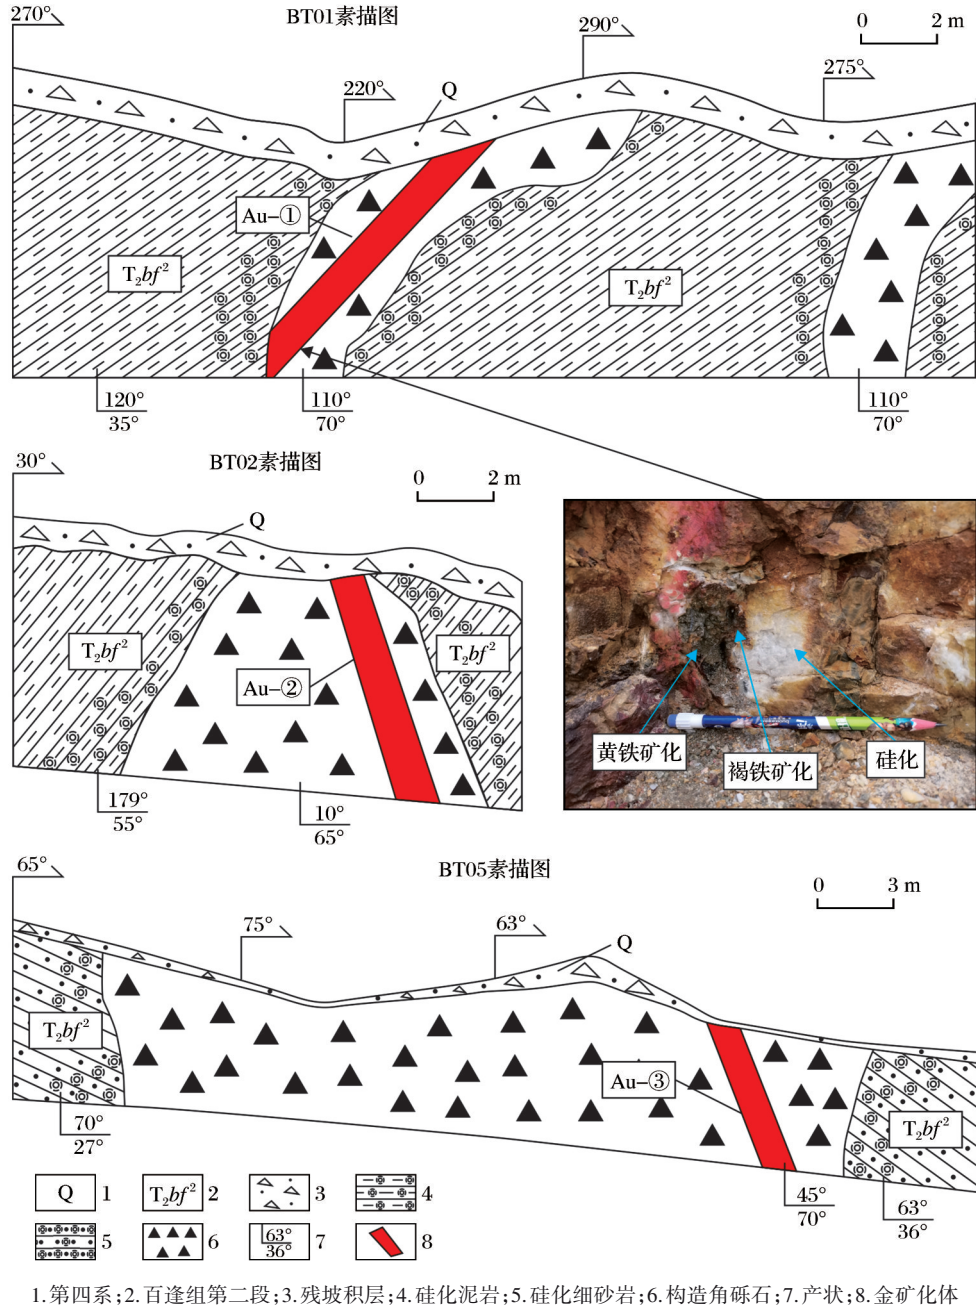 BT01素描图
270°
290°
0 2 m
275°
220°
Q
Au-①
T₂bf²
T₂bf²
120°
35°
110°
70°
110°
70°
BT02素描图
30°
0 2 m
Q
T₂bf²
T₂bf²
Au-②
黄铁矿化
褐铁矿化
硅化
179°
55°
10°
65°
BT05素描图
65°
0 3 m
75°
63°
Q
T₂bf²
Au-③
T₂bf²
70°
27°
45°
70°
63°
36°
Q 1
T₂bf² 2
3
4
5
6
63°
36°
7
8
1.第四系;2.百逢组第二段;3.残坡积层;4.硅化泥岩;5.硅化细砂岩;6.构造角砾石;7.产状;8.金矿化体